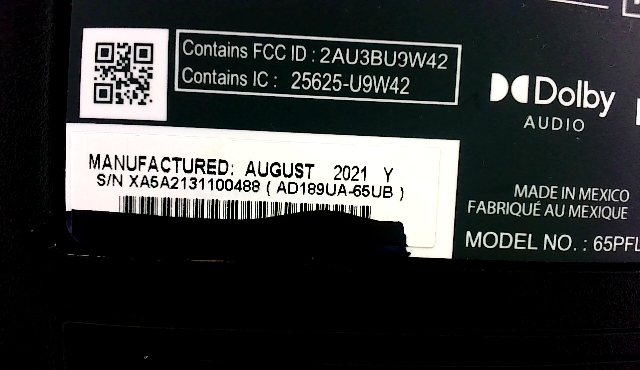 Contains FCC ID : 2AU3BU9W42
Contains IC : 25625-U9W42
Dolby
AUDIO
MANUFACTURED: AUGUST 2021 Y
S/N XA5A2131100488 ( AD189UA-65UB )
MADE IN MEXICO
FABRIQUÉ AU MEXIQUE
MODEL NO. : 65PFL